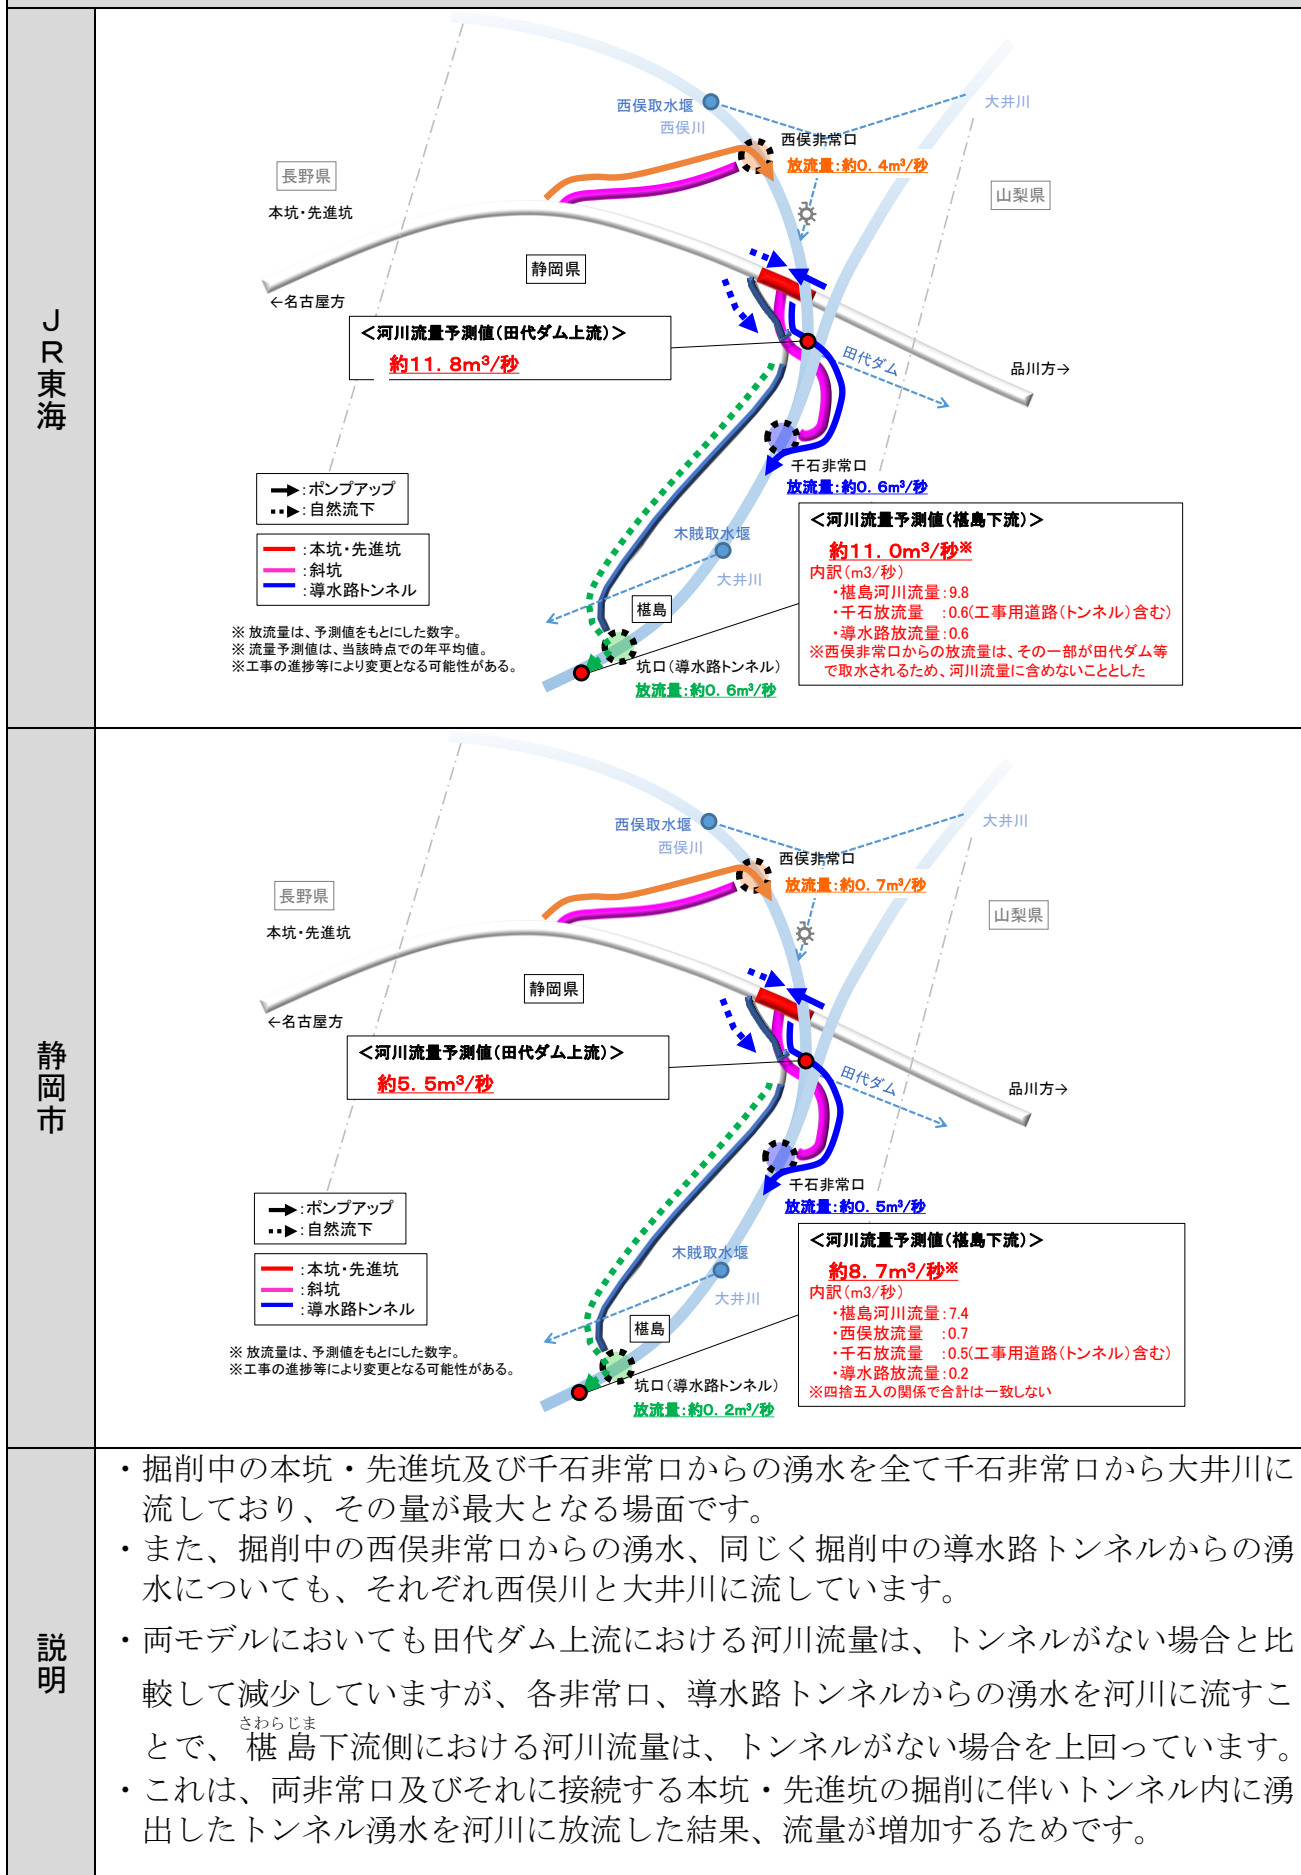 JR東海
西俣取水堰
西俣川
大井川
西俣非常口
放流量:約0.4m³/秒
長野県
山梨県
本坑・先進坑
静岡県
←名古屋方
<河川流量予測値(田代ダム上流)>
約11.8m³/秒
田代ダム
品川方→
千石非常口
放流量:約0.6m³/秒
:ポンプアップ
:自然流下
:本坑・先進坑
:斜坑
:導水路トンネル
※ 放流量は、予測値をもとにした数字。
※ 流量予測値は、当該時点での年平均値。
※工事の進捗等により変更となる可能性がある。
木賊取水堰
大井川
椹島
坑口(導水路トンネル)
放流量:約0.6m³/秒
<河川流量予測値(椹島下流)>
約11.0m³/秒※
内訳(m3/秒)
・椹島河川流量:9.8
・千石放流量 :0.6(工事用道路(トンネル)含む)
・導水路放流量:0.6
※西俣非常口からの放流量は、その一部が田代ダム等
で取水されるため、河川流量に含めないこととした
静岡市
西俣取水堰
西俣川
大井川
西俣非常口
放流量:約0.7m³/秒
長野県
山梨県
本坑・先進坑
静岡県
←名古屋方
<河川流量予測値(田代ダム上流)>
約5.5m³/秒
田代ダム
品川方→
千石非常口
放流量:約0.5m³/秒
:ポンプアップ
:自然流下
:本坑・先進坑
:斜坑
:導水路トンネル
※ 放流量は、予測値をもとにした数字。
※工事の進捗等により変更となる可能性がある。
木賊取水堰
大井川
椹島
坑口(導水路トンネル)
放流量:約0.2m³/秒
<河川流量予測値(椹島下流)>
約8.7m³/秒※
内訳(m3/秒)
・椹島河川流量:7.4
・西俣放流量 :0.7
・千石放流量 :0.5(工事用道路(トンネル)含む)
・導水路放流量:0.2
※四捨五入の関係で合計は一致しない
説明
・掘削中の本坑・先進坑及び千石非常口からの湧水を全て千石非常口から大井川に
流しており、その量が最大となる場面です。
・また、掘削中の西俣非常口からの湧水、同じく掘削中の導水路トンネルからの湧
水についても、それぞれ西俣川と大井川に流しています。
・両モデルにおいても田代ダム上流における河川流量は、トンネルがない場合と比
較して減少していますが、各非常口、導水路トンネルからの湧水を河川に流すこ
さわらじま
とで、椹島下流側における河川流量は、トンネルがない場合を上回っています。
・これは、両非常口及びそれに接続する本坑・先進坑の掘削に伴いトンネル内に湧
出したトンネル湧水を河川に放流した結果、流量が増加するためです。